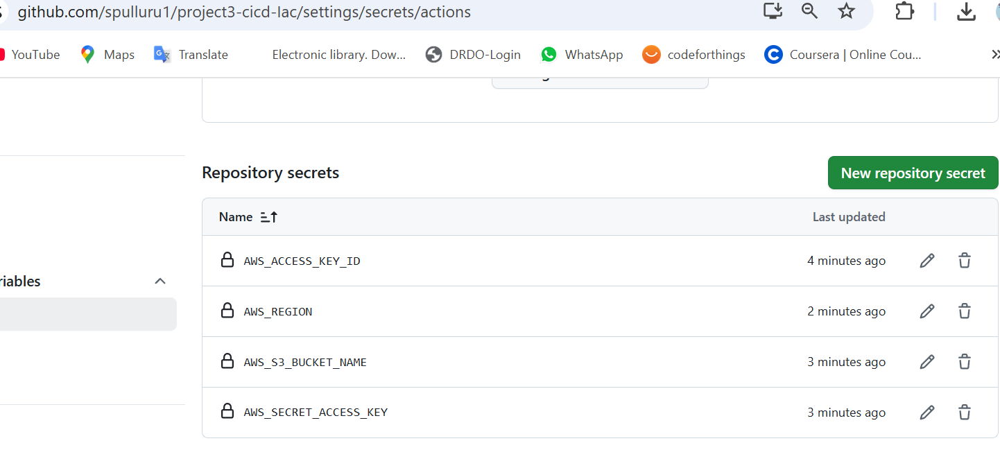 github.com/spulluru1/project3-cicd-Iac/settings/secrets/actions
YouTube Maps Translate Electronic library. Dow... DRDO-Login WhatsApp codeforthings Coursera | Online Cou...
Repository secrets New repository secret
Name Last updated
AWS_ACCESS_KEY_ID 4 minutes ago
riables
AWS_REGION 2 minutes ago
AWS_S3_BUCKET_NAME 3 minutes ago
AWS_SECRET_ACCESS_KEY 3 minutes ago